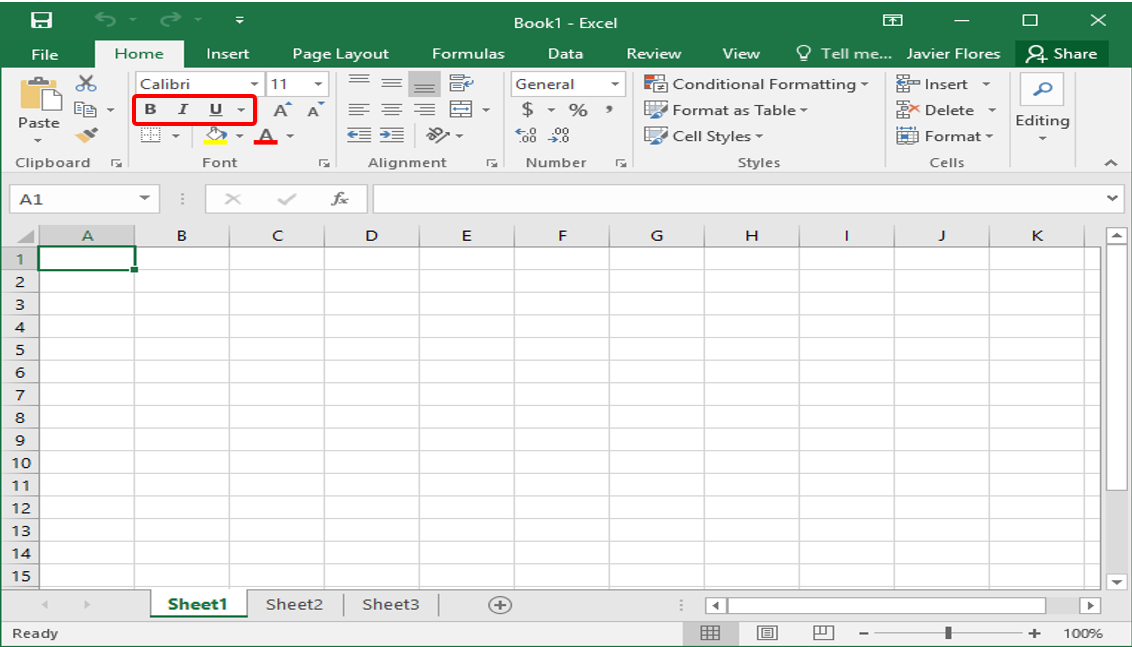 Book1 - Excel
File Home Insert Page Layout Formulas Data Review View Tell me... Javier Flores Share
Calibri 11 General Conditional Formatting Insert
B I U A A $ % , Format as Table Delete
Paste Editing
A .00 .00 Cell Styles Format
Clipboard Font Alignment Number Styles Cells
A1 fx
A B C D E F G H I J K
1
2
3
4
5
6
7
8
9
10
11
12
13
14
15
Sheet1 Sheet2 Sheet3
Ready 100%